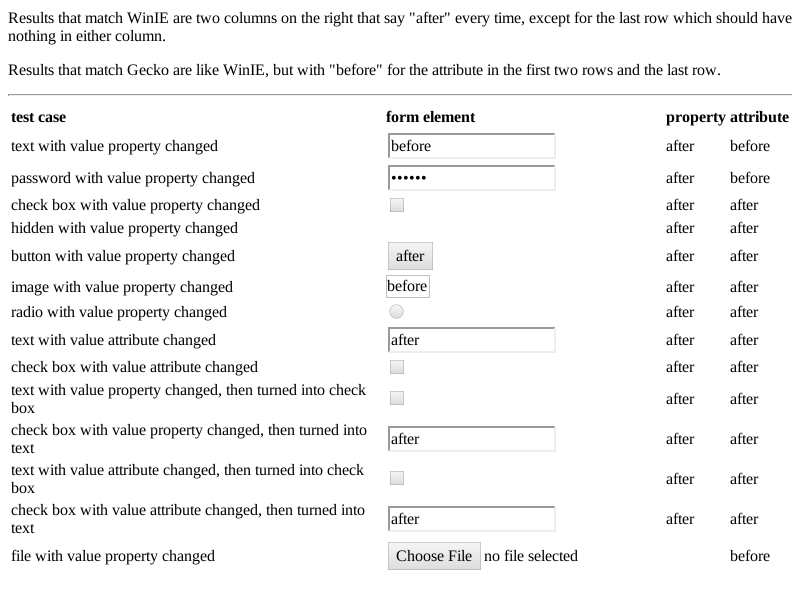 Results that match WinIE are two columns on the right that say "after" every time, except for the last row which should have
nothing in either column.
Results that match Gecko are like WinIE, but with "before" for the attribute in the first two rows and the last row.
test case form element property attribute
text with value property changed before after before
password with value property changed •••••• after before
check box with value property changed after after
hidden with value property changed after after
button with value property changed after after after
image with value property changed before after after
radio with value property changed after after
text with value attribute changed after after after
check box with value attribute changed after after
text with value property changed, then turned into check
box after after
check box with value property changed, then turned into
text after after after
text with value attribute changed, then turned into check
box after after
check box with value attribute changed, then turned into
text after after after
file with value property changed Choose File no file selected before